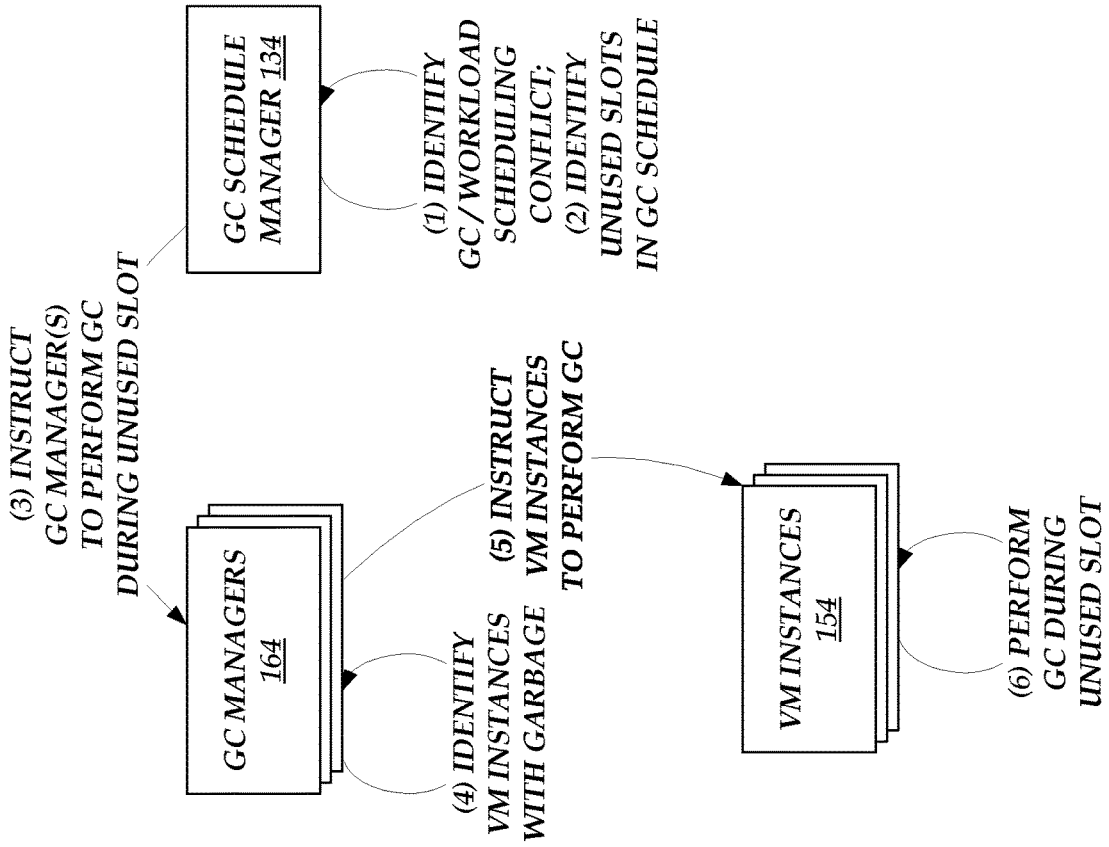 (3) INSTRUCT
GC MANAGER(S)
TO PERFORM GC
DURING UNUSED SLOT
GC SCHEDULE
MANAGER 134
(1) IDENTIFY
GC/WORKLOAD
SCHEDULING
CONFLICT;
(2) IDENTIFY
UNUSED SLOTS
IN GC SCHEDULE
GC MANAGERS
164
(4) IDENTIFY
VM INSTANCES
WITH GARBAGE
(5) INSTRUCT
VM INSTANCES
TO PERFORM GC
VM INSTANCES
154
(6) PERFORM
GC DURING
UNUSED SLOT